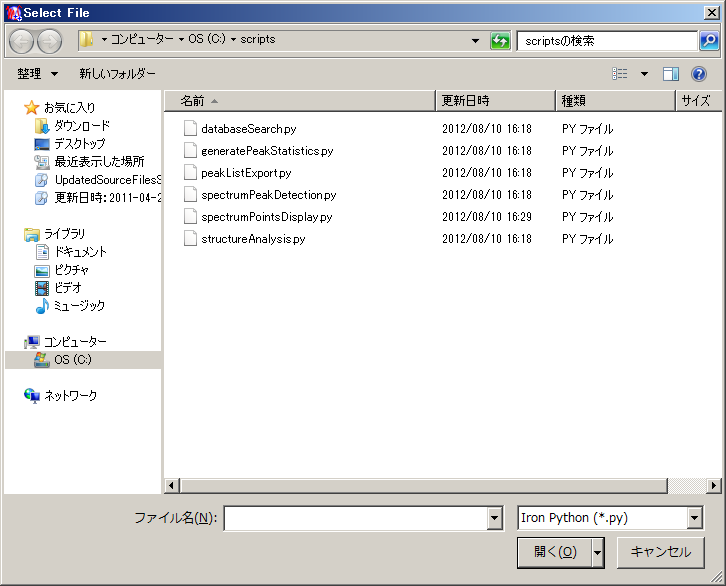 Select File
コンピューター OS (C:) scripts
scriptsの検索
整理 新しいフォルダー
名前 更新日時 種類 サイズ
お気に入り
ダウンロード
デスクトップ
最近表示した場所
UpdatedSourceFilesS
更新日時: 2011-04-2
ライブラリ
ドキュメント
ピクチャ
ビデオ
ミュージック
コンピューター
OS (C:)
ネットワーク
databaseSearch.py 2012/08/10 16:18 PY ファイル
generatePeakStatistics.py 2012/08/10 16:18 PY ファイル
peakListExport.py 2012/08/10 16:18 PY ファイル
spectrumPeakDetection.py 2012/08/10 16:18 PY ファイル
spectrumPointsDisplay.py 2012/08/10 16:29 PY ファイル
structureAnalysis.py 2012/08/10 16:18 PY ファイル
ファイル名(N):
Iron Python (*.py)
開く(O) キャンセル